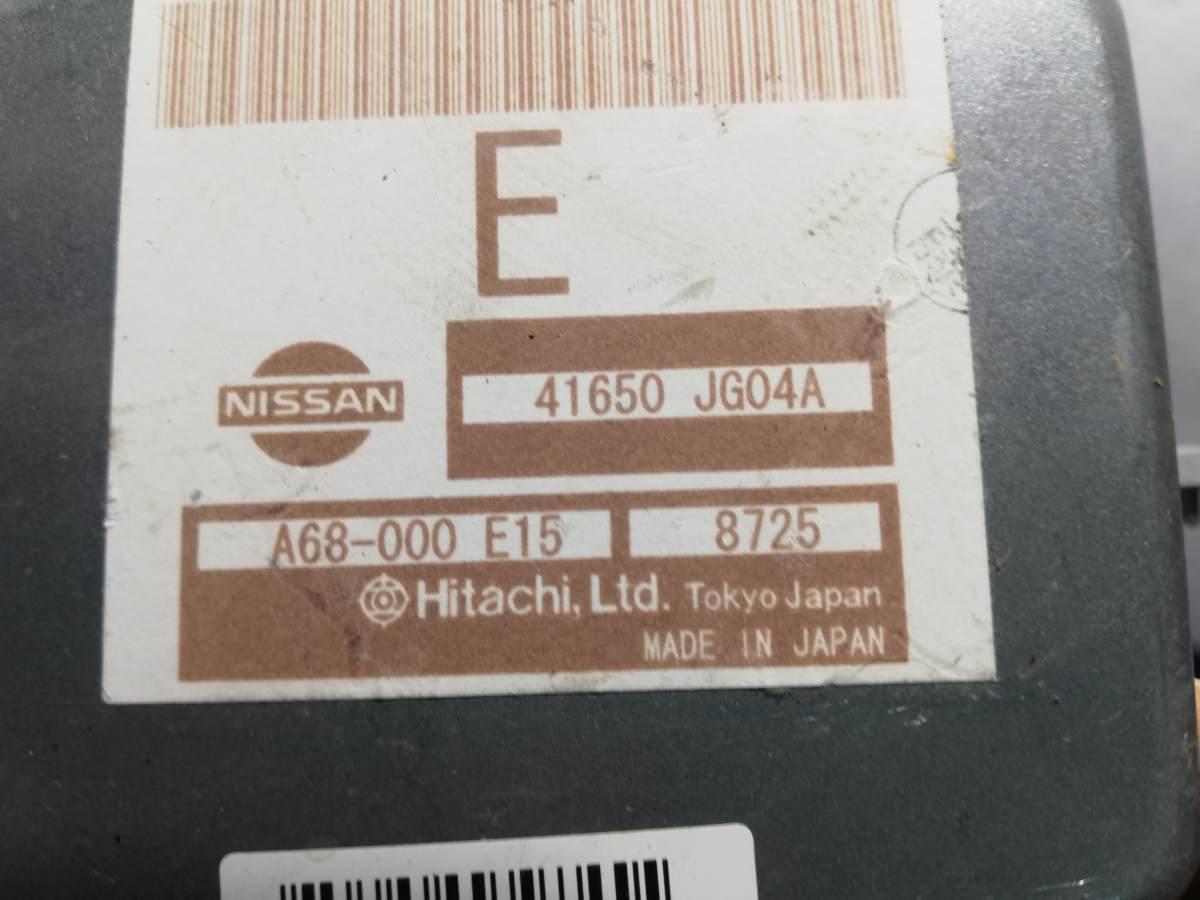 E
NISSAN
41650 JG04A
A68-000 E15
8725
Hitachi, Ltd. Tokyo Japan
MADE IN JAPAN